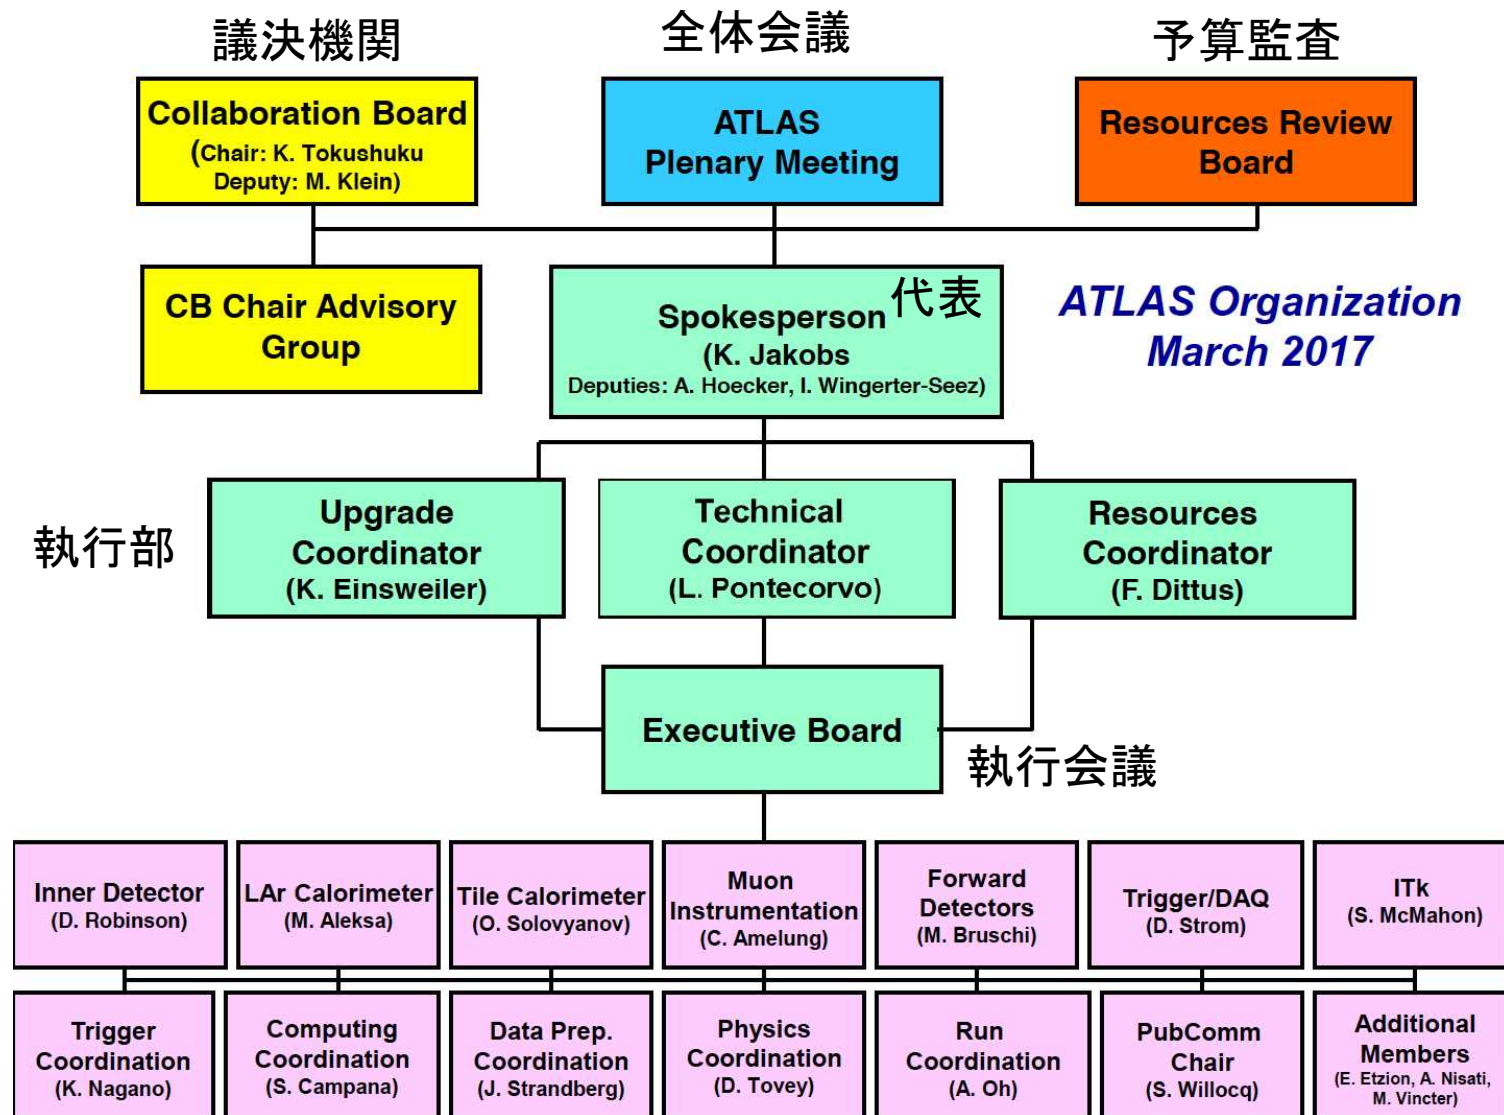 議決機関
全体会議
予算監査
Collaboration Board
(Chair: K. Tokushuku
Deputy: M. Klein)
ATLAS
Plenary Meeting
Resources Review
Board
CB Chair Advisory
Group
代表
Spokesperson
(K. Jakobs
Deputies: A. Hoecker, I. Wingerter-Seez)
ATLAS Organization
March 2017
執行部
Upgrade
Coordinator
(K. Einsweiler)
Technical
Coordinator
(L. Pontecorvo)
Resources
Coordinator
(F. Dittus)
Executive Board
執行会議
Inner Detector
(D. Robinson)
LAr Calorimeter
(M. Aleksa)
Tile Calorimeter
(O. Solovyanov)
Muon
Instrumentation
(C. Amelung)
Forward
Detectors
(M. Bruschi)
Trigger/DAQ
(D. Strom)
ITk
(S. McMahon)
Trigger
Coordination
(K. Nagano)
Computing
Coordination
(S. Campana)
Data Prep.
Coordination
(J. Strandberg)
Physics
Coordination
(D. Tovey)
Run
Coordination
(A. Oh)
PubComm
Chair
(S. Willocq)
Additional
Members
(E. Etzion, A. Nisati,
M. Vincter)